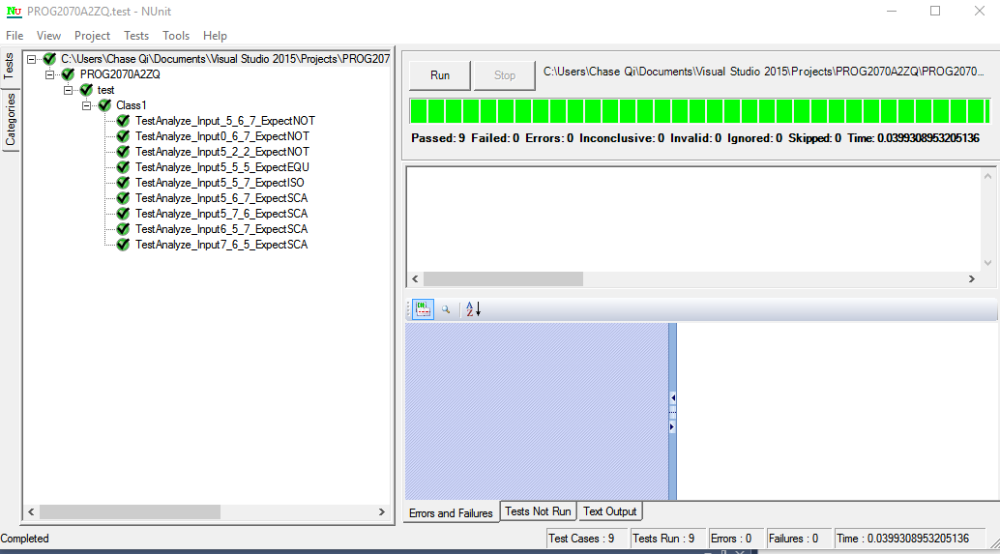 PROG2070A2ZQ.test - NUnit
File View Project Tests Tools Help
Tests
Categories
C:\Users\Chase Qi\Documents\Visual Studio 2015\Projects\PROG207
PROG2070A2ZQ
test
Class1
TestAnalyze_Input_5_6_7_ExpectNOT
TestAnalyze_Input0_6_7_ExpectNOT
TestAnalyze_Input5_2_2_ExpectNOT
TestAnalyze_Input5_5_5_ExpectEQU
TestAnalyze_Input5_5_7_ExpectISO
TestAnalyze_Input5_6_7_ExpectSCA
TestAnalyze_Input5_7_6_ExpectSCA
TestAnalyze_Input6_5_7_ExpectSCA
TestAnalyze_Input7_6_5_ExpectSCA
Run Stop C:\Users\Chase Qi\Documents\Visual Studio 2015\Projects\PROG2070A2ZQ\PROG2070...
Passed: 9 Failed: 0 Errors: 0 Inconclusive: 0 Invalid: 0 Ignored: 0 Skipped: 0 Time: 0.0399308953205136
Errors and Failures Tests Not Run Text Output
Completed Test Cases : 9 Tests Run : 9 Errors : 0 Failures : 0 Time : 0.0399308953205136